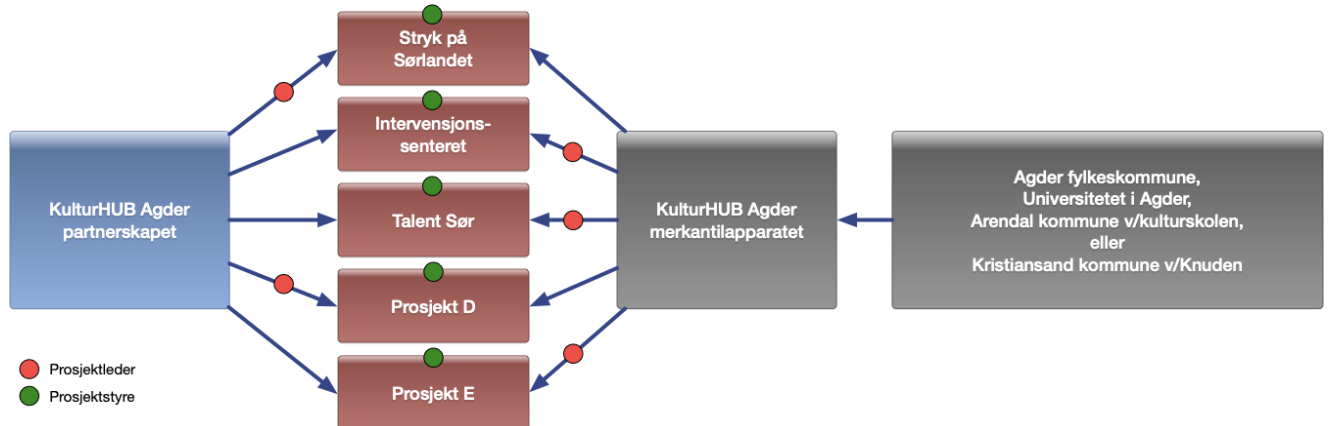 KulturHUB Agder
partnerskapet
Stryk på
Sørlandet
Intervensjons-
senteret
Talent Sør
Prosjekt D
Prosjekt E
KulturHUB Agder
merkantilapparatet
Agder fylkeskommune,
Universitetet i Agder,
Arendal kommune v/kulturskolen,
eller
Kristiansand kommune v/Knuden
Prosjektleder
Prosjektstyre